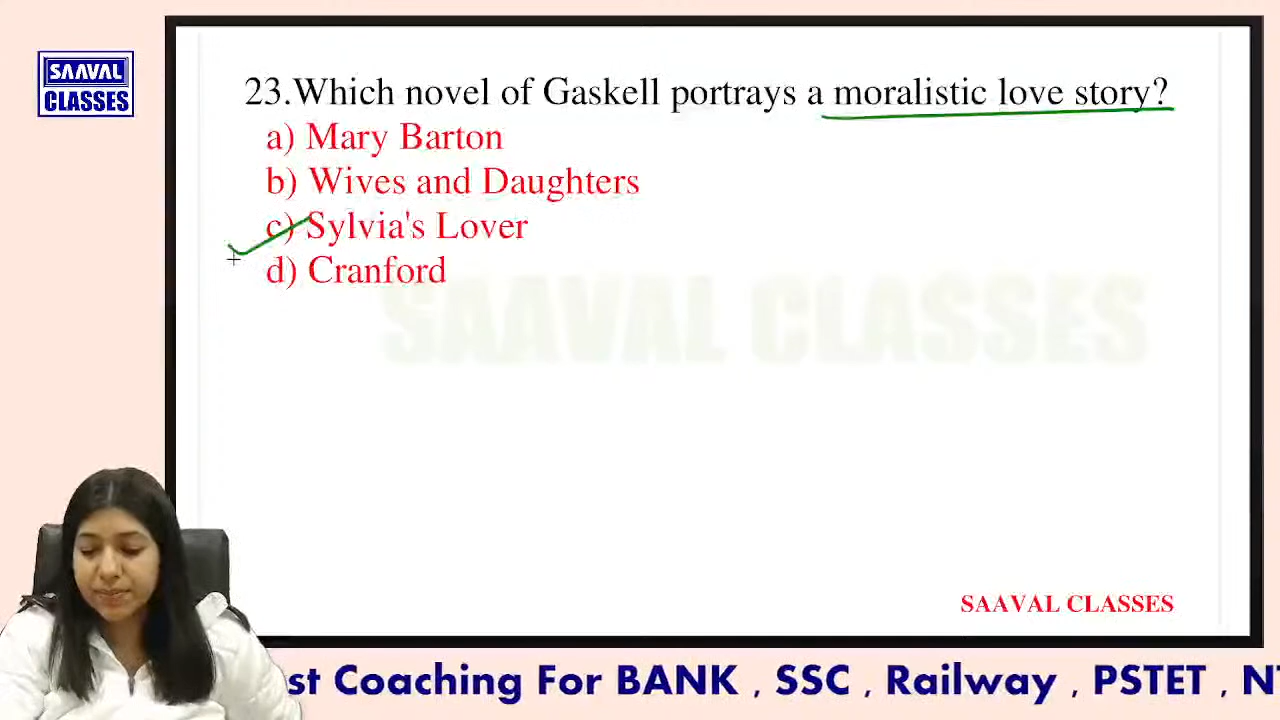 SAAVAL
CLASSES
23.Which novel of Gaskell portrays a moralistic love story?
a) Mary Barton
b) Wives and Daughters
c) Sylvia's Lover
d) Cranford
SAAVAL CLASSES
SAAVAL CLASSES
st Coaching For BANK , SSC , Railway , PSTET ,